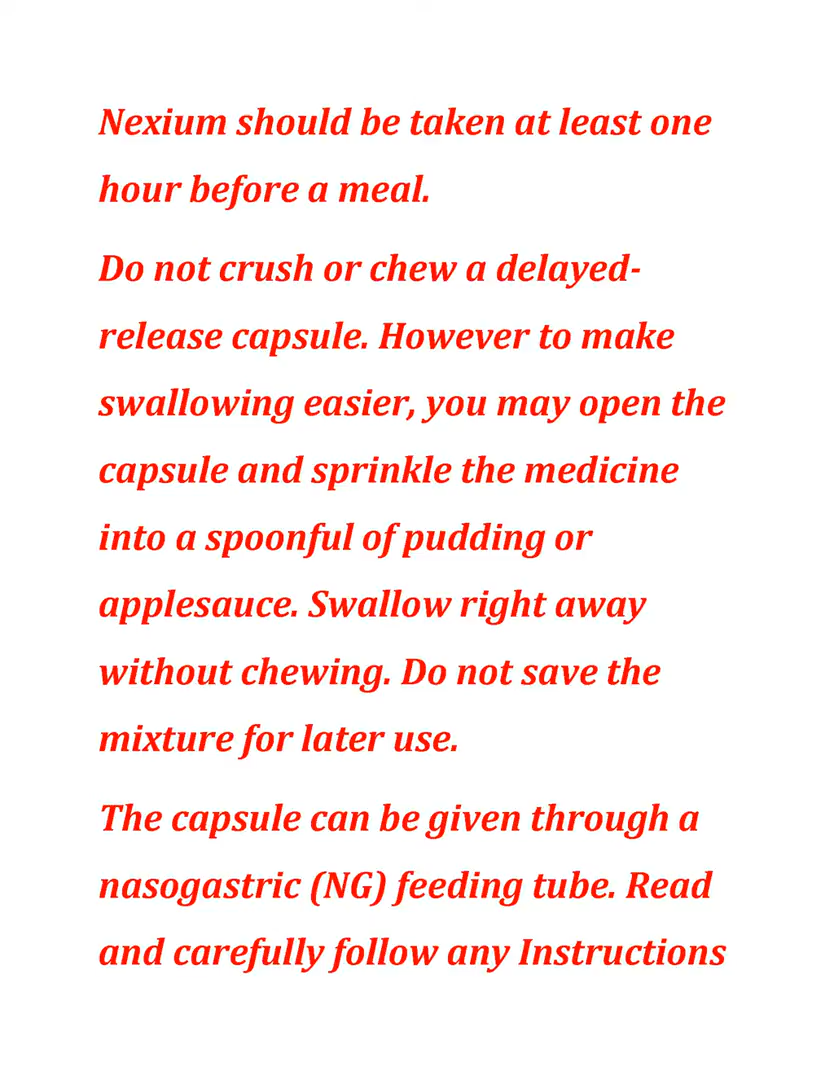 Nexium should be taken at least one
hour before a meal.
Do not crush or chew a delayed-
release capsule. However to make
swallowing easier, you may open the
capsule and sprinkle the medicine
into a spoonful of pudding or
applesauce. Swallow right away
without chewing. Do not save the
mixture for later use.
The capsule can be given through a
nasogastric (NG) feeding tube. Read
and carefully follow any Instructions